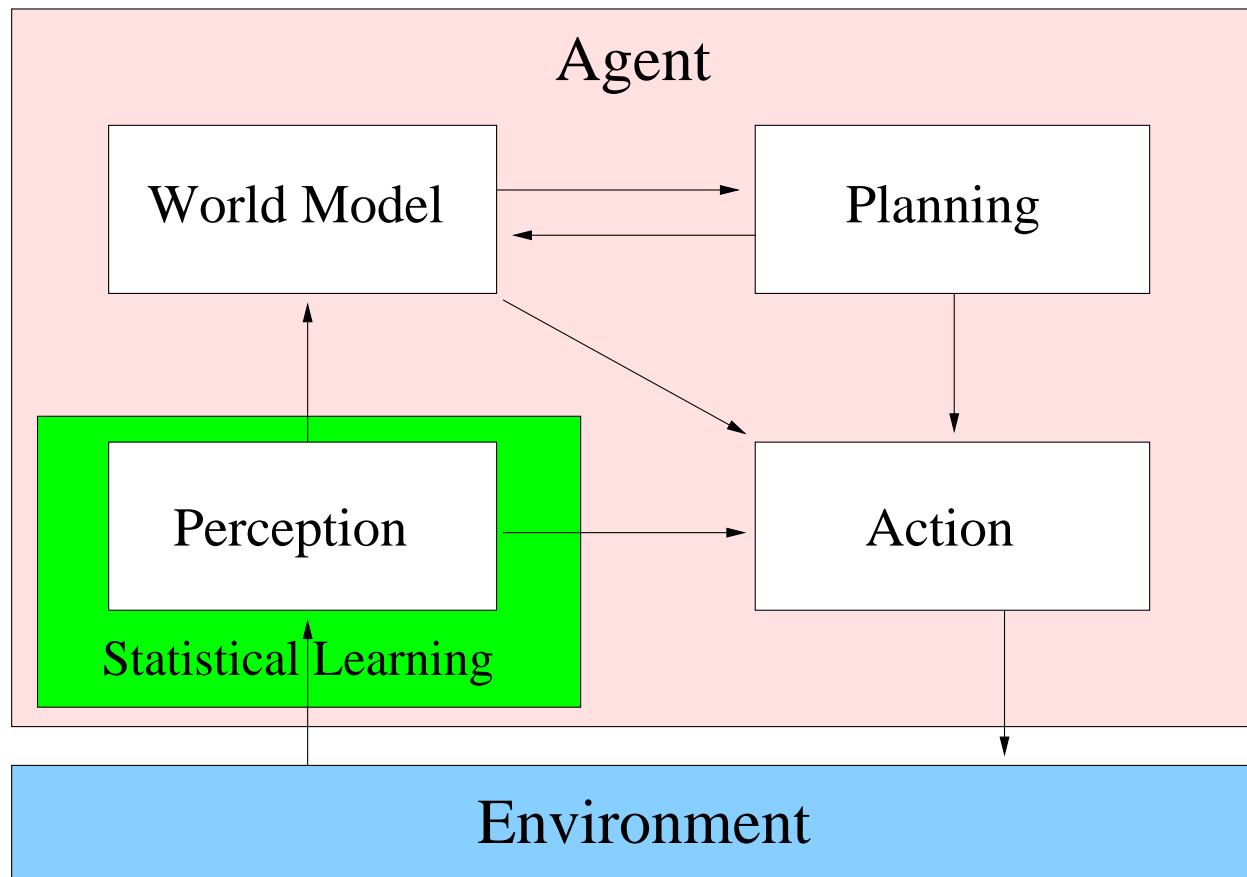 Agent
World Model
Planning
Perception
Action
Statistical Learning
Environment